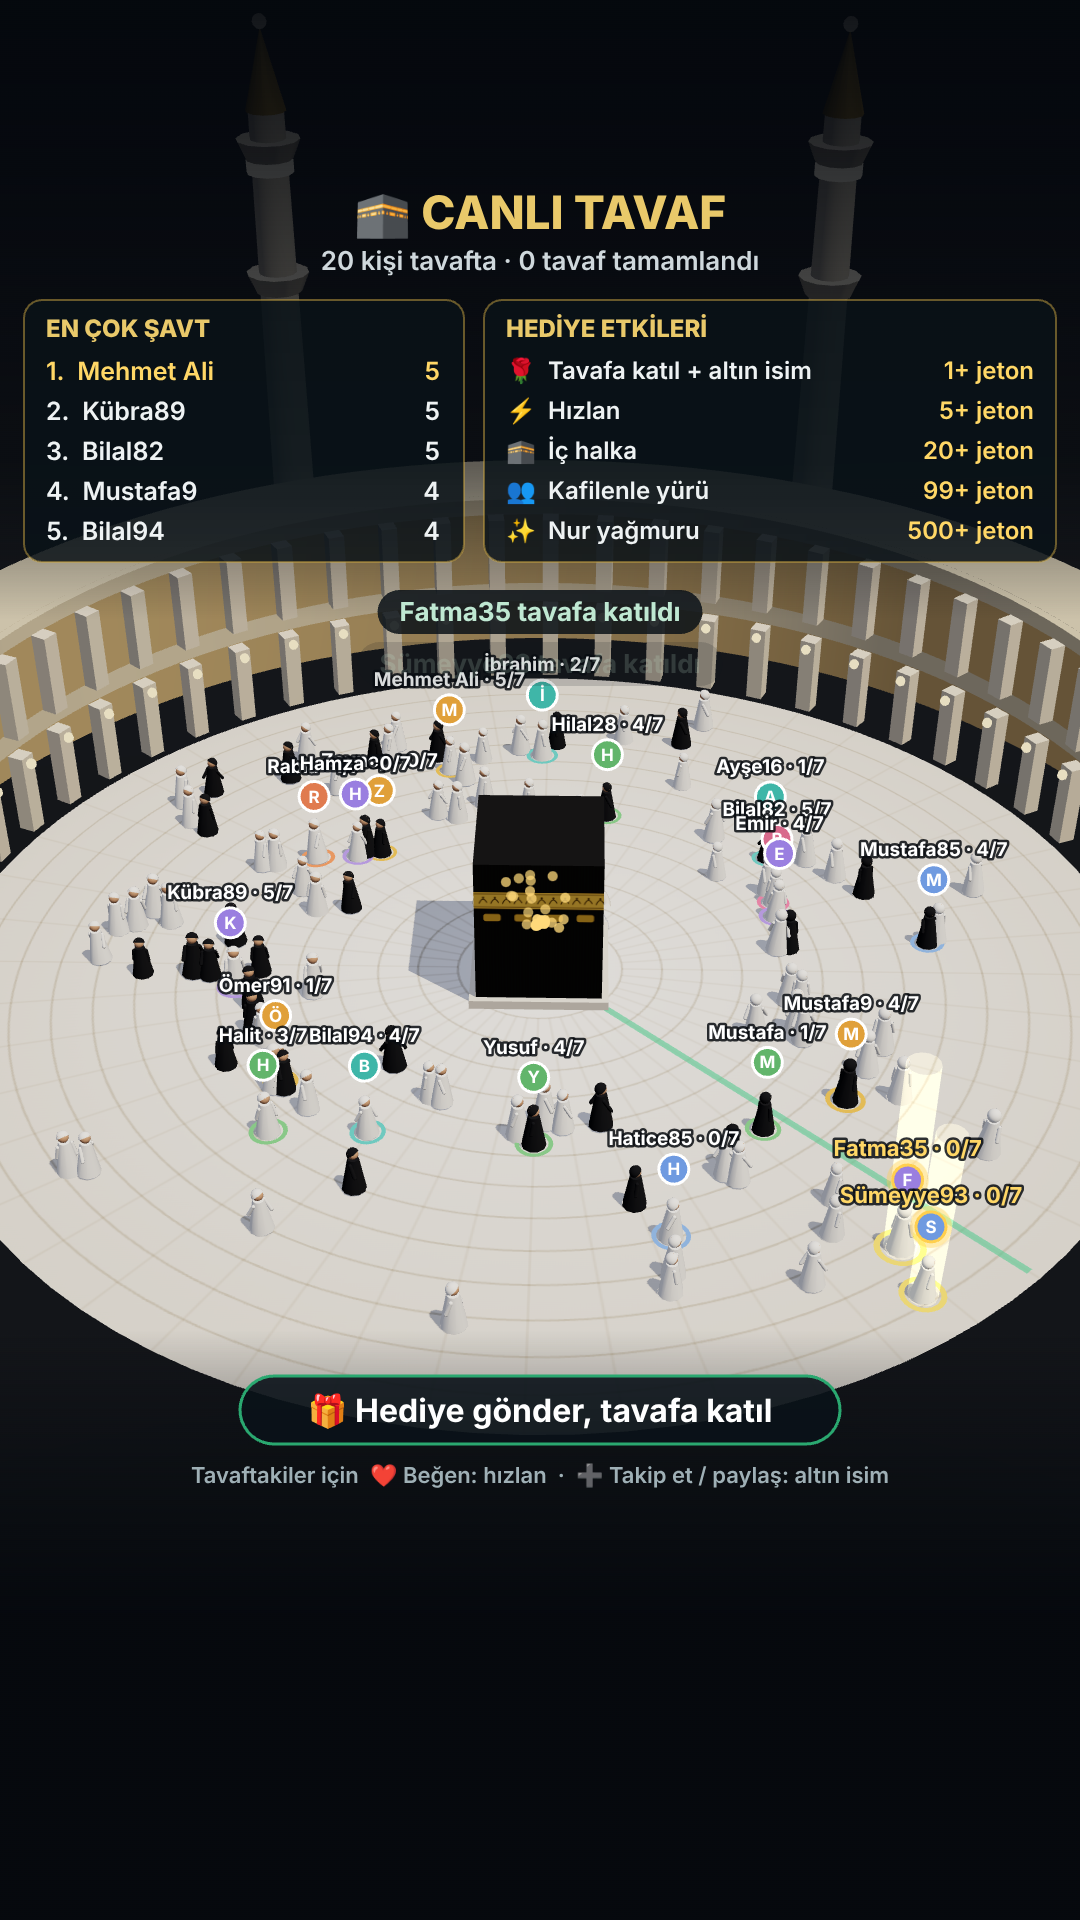 CANLI TAVAF
20 kişi tavafta · 0 tavaf tamamlandı
EN ÇOK ŞAVT
1. Mehmet Ali 5
2. Kübra89 5
3. Bilal82 5
4. Mustafa9 4
5. Bilal94 4
HEDİYE ETKİLERİ
Tavafa katıl + altın isim 1+ jeton
Hızlan 5+ jeton
İç halka 20+ jeton
Kafilenle yürü 99+ jeton
Nur yağmuru 500+ jeton
Fatma35 tavafa katıldı
İbrahim · 2/7
İ
Mehmet Ali · 5/7
M
Hilal28 · 4/7
H
Hamza · 0/7
R
H
Z
Ayşe16 · 1/7
Bilal82 · 5/7
Emir · 4/7
E
Mustafa85 · 4/7
M
Kübra89 · 5/7
K
Ömer91 · 1/7
Ö
Mustafa9 · 4/7
M
Halit · 3/7
H
Bilal94 · 4/7
B
Mustafa · 1/7
M
Yusuf · 4/7
Y
Hatice85 · 0/7
H
Fatma35 · 0/7
F
Sümeyye93 · 0/7
S
Hediye gönder, tavafa katıl
Tavaftakiler için Beğen: hızlan · Takip et / paylaş: altın isim